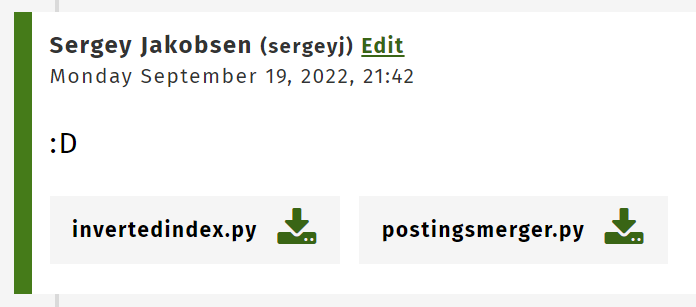 Sergey Jakobsen (sergeyj) Edit
Monday September 19, 2022, 21:42
:D
invertedindex.py postingsmerger.py